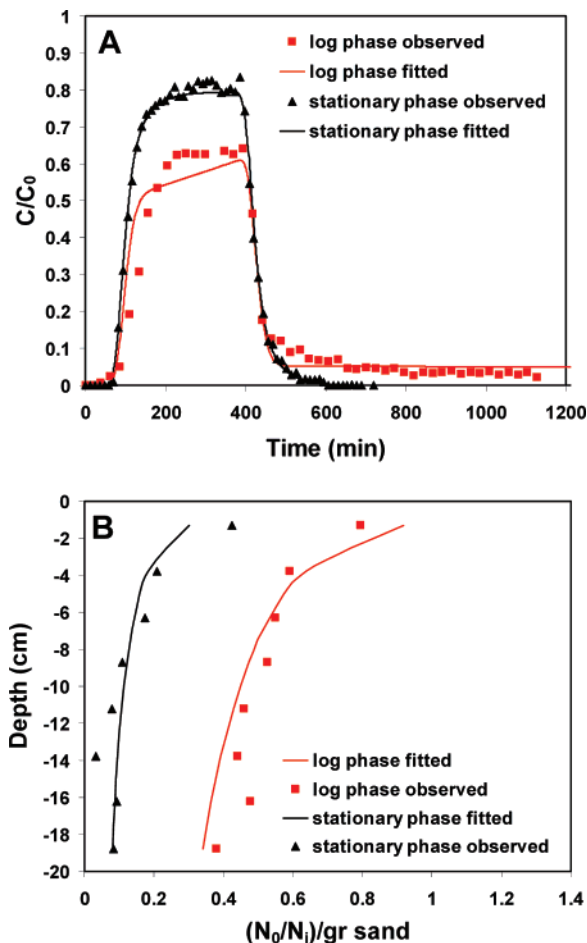 A
log phase observed
log phase fitted
stationary phase observed
stationary phase fitted
C/C0
1
0.9
0.8
0.7
0.6
0.5
0.4
0.3
0.2
0.1
0
0 200 400 600 800 1000 1200
Time (min)
B
0
-2
-4
-6
-8
-10
-12
-14
-16
-18
-20
Depth (cm)
log phase fitted
log phase observed
stationary phase fitted
stationary phase observed
0 0.2 0.4 0.6 0.8 1 1.2 1.4
(N0/Ni)/gr sand